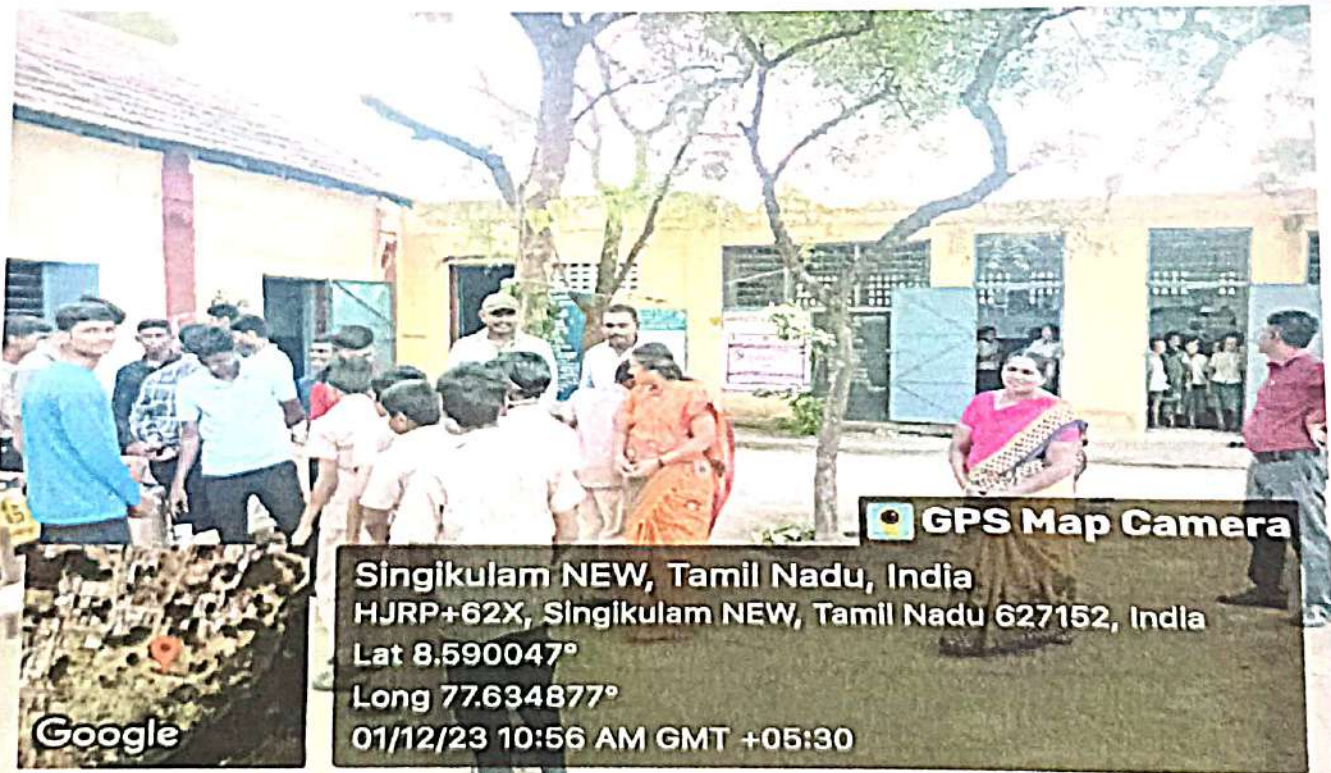 GPS Map Camera
Singikulam NEW, Tamil Nadu, India
HJRP+62X, Singikulam NEW, Tamil Nadu 627152, India
Lat 8.590047°
Long 77.634877°
01/12/23 10:56 AM GMT +05:30
Google